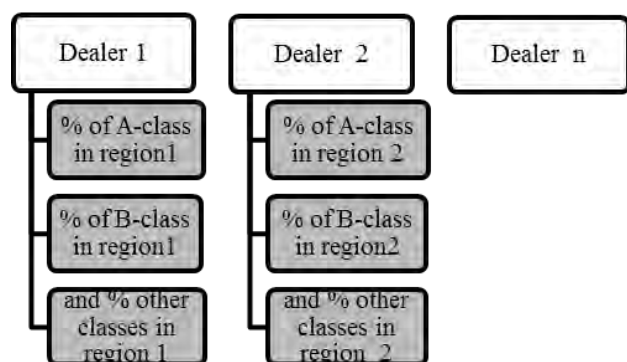 Dealer 1
% of A-class
in region1
% of B-class
in region1
and % other
classes in
region 1
Dealer 2
% of A-class
in region 2
% of B-class
in region2
and % other
classes in
region 2
Dealer n